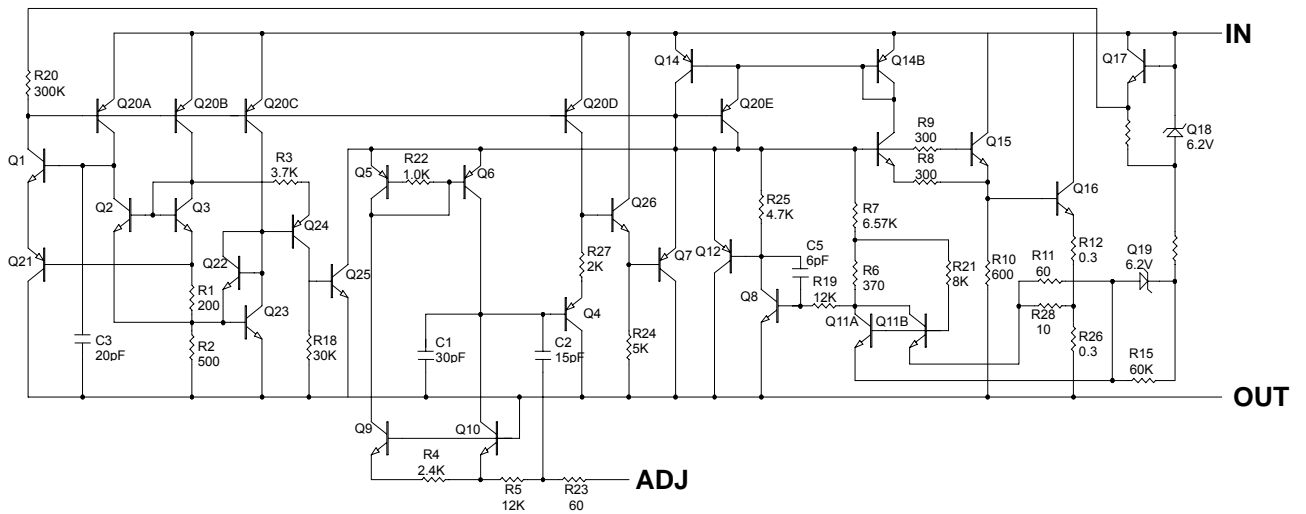 IN
R20
300K
Q20A
Q20B
Q20C
Q20D
Q14
Q20E
Q14B
Q17
Q18
6.2V
Q1
R3
3.7K
Q5
R22
1.0K
Q6
R9
300
R8
300
Q15
Q16
Q2
Q3
Q24
Q26
R25
4.7K
R7
6.57K
Q21
Q22
Q25
R27
2K
Q7
Q12
C5
6pF
R19
12K
R6
370
R21
8K
R10
600
R11
60
R12
0.3
Q19
6.2V
R1
200
Q23
Q4
Q8
Q11A
Q11B
R28
10
R26
0.3
C3
20pF
R2
500
R18
30K
C1
30pF
C2
15pF
R24
5K
R15
60K
OUT
Q9
Q10
R4
2.4K
R5
12K
R23
60
ADJ